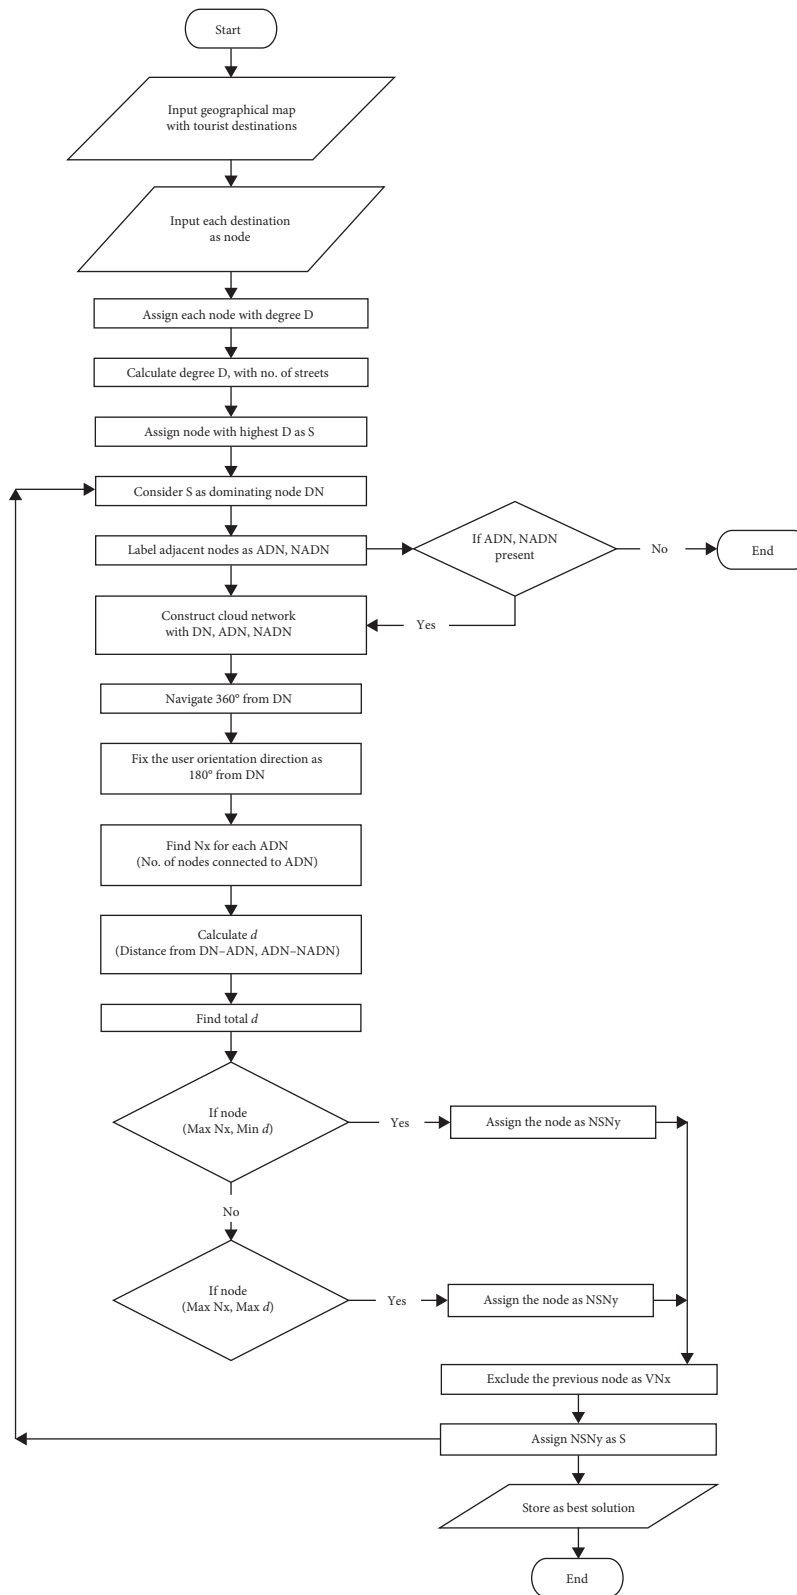 Start
Input geographical map
with tourist destinations
Input each destination
as node
Assign each node with degree D
Calculate degree D, with no. of streets
Assign node with highest D as S
Consider S as dominating node DN
Label adjacent nodes as ADN, NADN
If ADN, NADN
present
No
End
Construct cloud network
with DN, ADN, NADN
Yes
Navigate 360° from DN
Fix the user orientation direction as
180° from DN
Find Nx for each ADN
(No. of nodes connected to ADN)
Calculate d
(Distance from DN–ADN, ADN–NADN)
Find total d
If node
(Max Nx, Min d)
Yes
Assign the node as NSNy
No
If node
(Max Nx, Max d)
Yes
Assign the node as NSNy
Exclude the previous node as VNx
Assign NSNy as S
Store as best solution
End